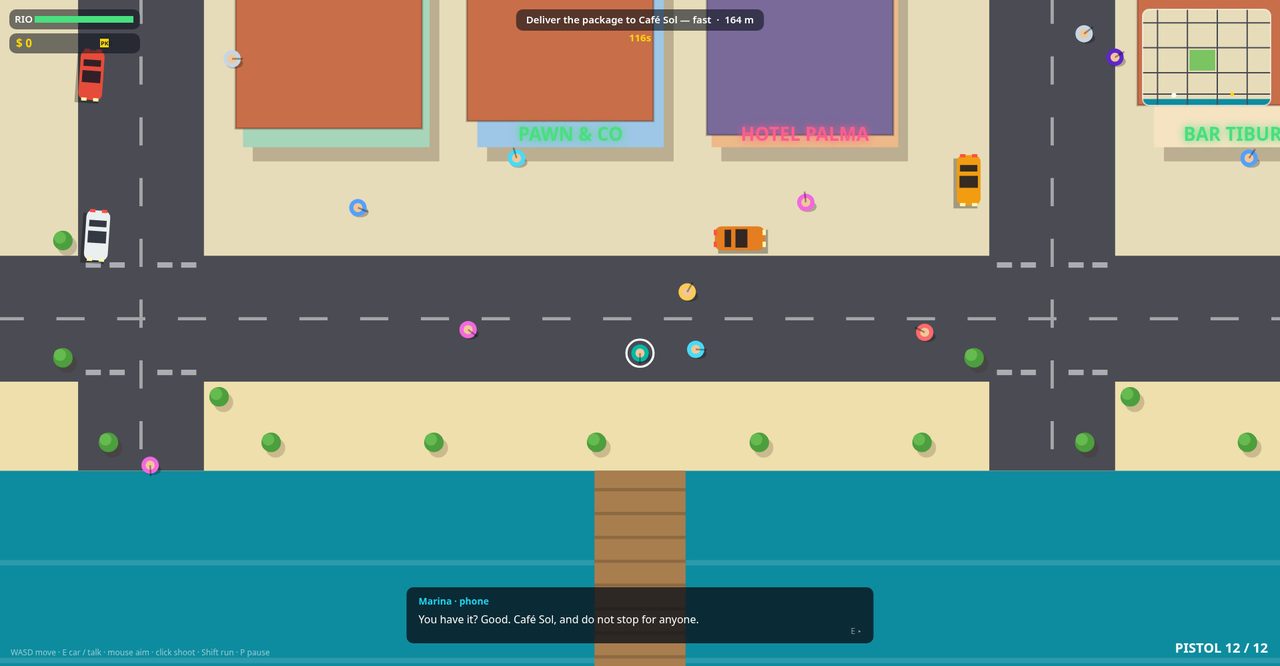 RIO
$ 0 PK
Deliver the package to Café Sol — fast · 164 m
116s
PAWN & CO
HOTEL PALMA
BAR TIBUR
Marina · phone
You have it? Good. Café Sol, and do not stop for anyone.
E ▸
WASD move · E car / talk · mouse aim · click shoot · Shift run · P pause
PISTOL 12 / 12